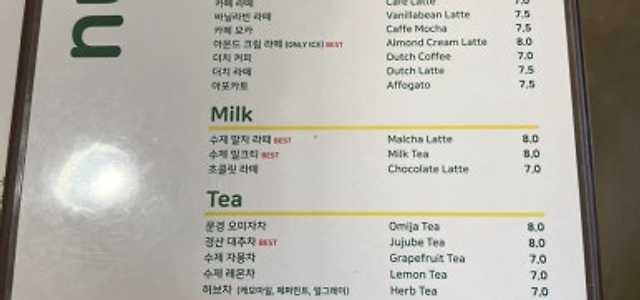 카페 라떼 Cafe Latte 7.0
바닐라빈 라떼 Vanillabean Latte 7.5
카페 모카 Caffe Mocha 7.5
아몬드 크림 라떼 (ONLY ICE) BEST Almond Cream Latte 8.0
더치 커피 Dutch Coffee 7.0
더치 라떼 Dutch Latte 7.5
아포카토 Affogato 7.5
Milk
수제 말차 라떼 BEST Malcha Latte 8.0
수제 밀크티 BEST Milk Tea 8.0
초콜릿 라떼 Chocolate Latte 7.0
Tea
문경 오미자차 Omija Tea 8.0
경산 대추차 BEST Jujube Tea 8.0
수제 자몽차 Grapefruit Tea 7.0
수제 레몬차 Lemon Tea 7.0
허브차 (캐모마일, 페퍼민트, 얼그레이) Herb Tea 7.0